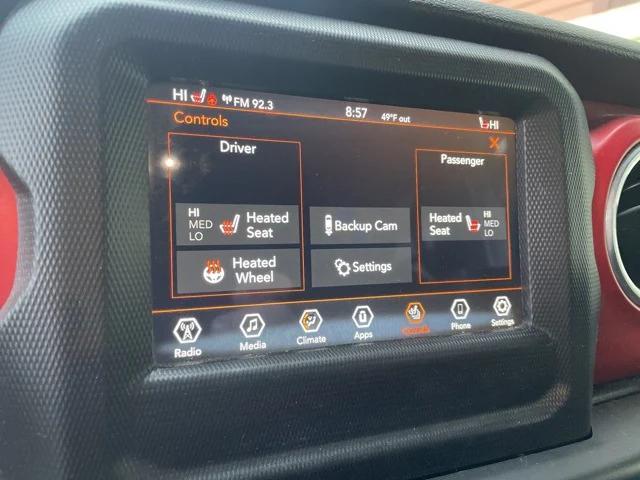 HI FM 92.3 8:57 49°F out HI
Controls X
Driver
Passenger
HI
MED
LO
Heated
Seat
Backup Cam
Heated
Seat
HI
MED
LO
Heated
Wheel
Settings
Radio Media Climate Apps Controls Phone Settings